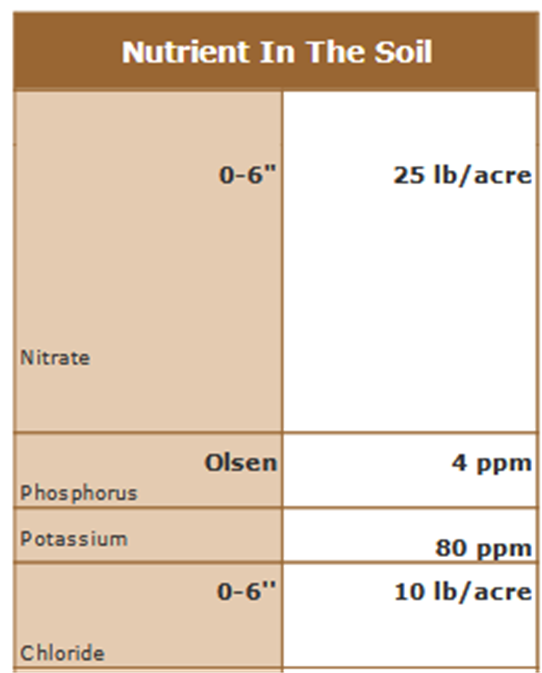 Nutrient In The Soil
0-6" 25 lb/acre
Nitrate
Olsen 4 ppm
Phosphorus
Potassium
80 ppm
0-6" 10 lb/acre
Chloride